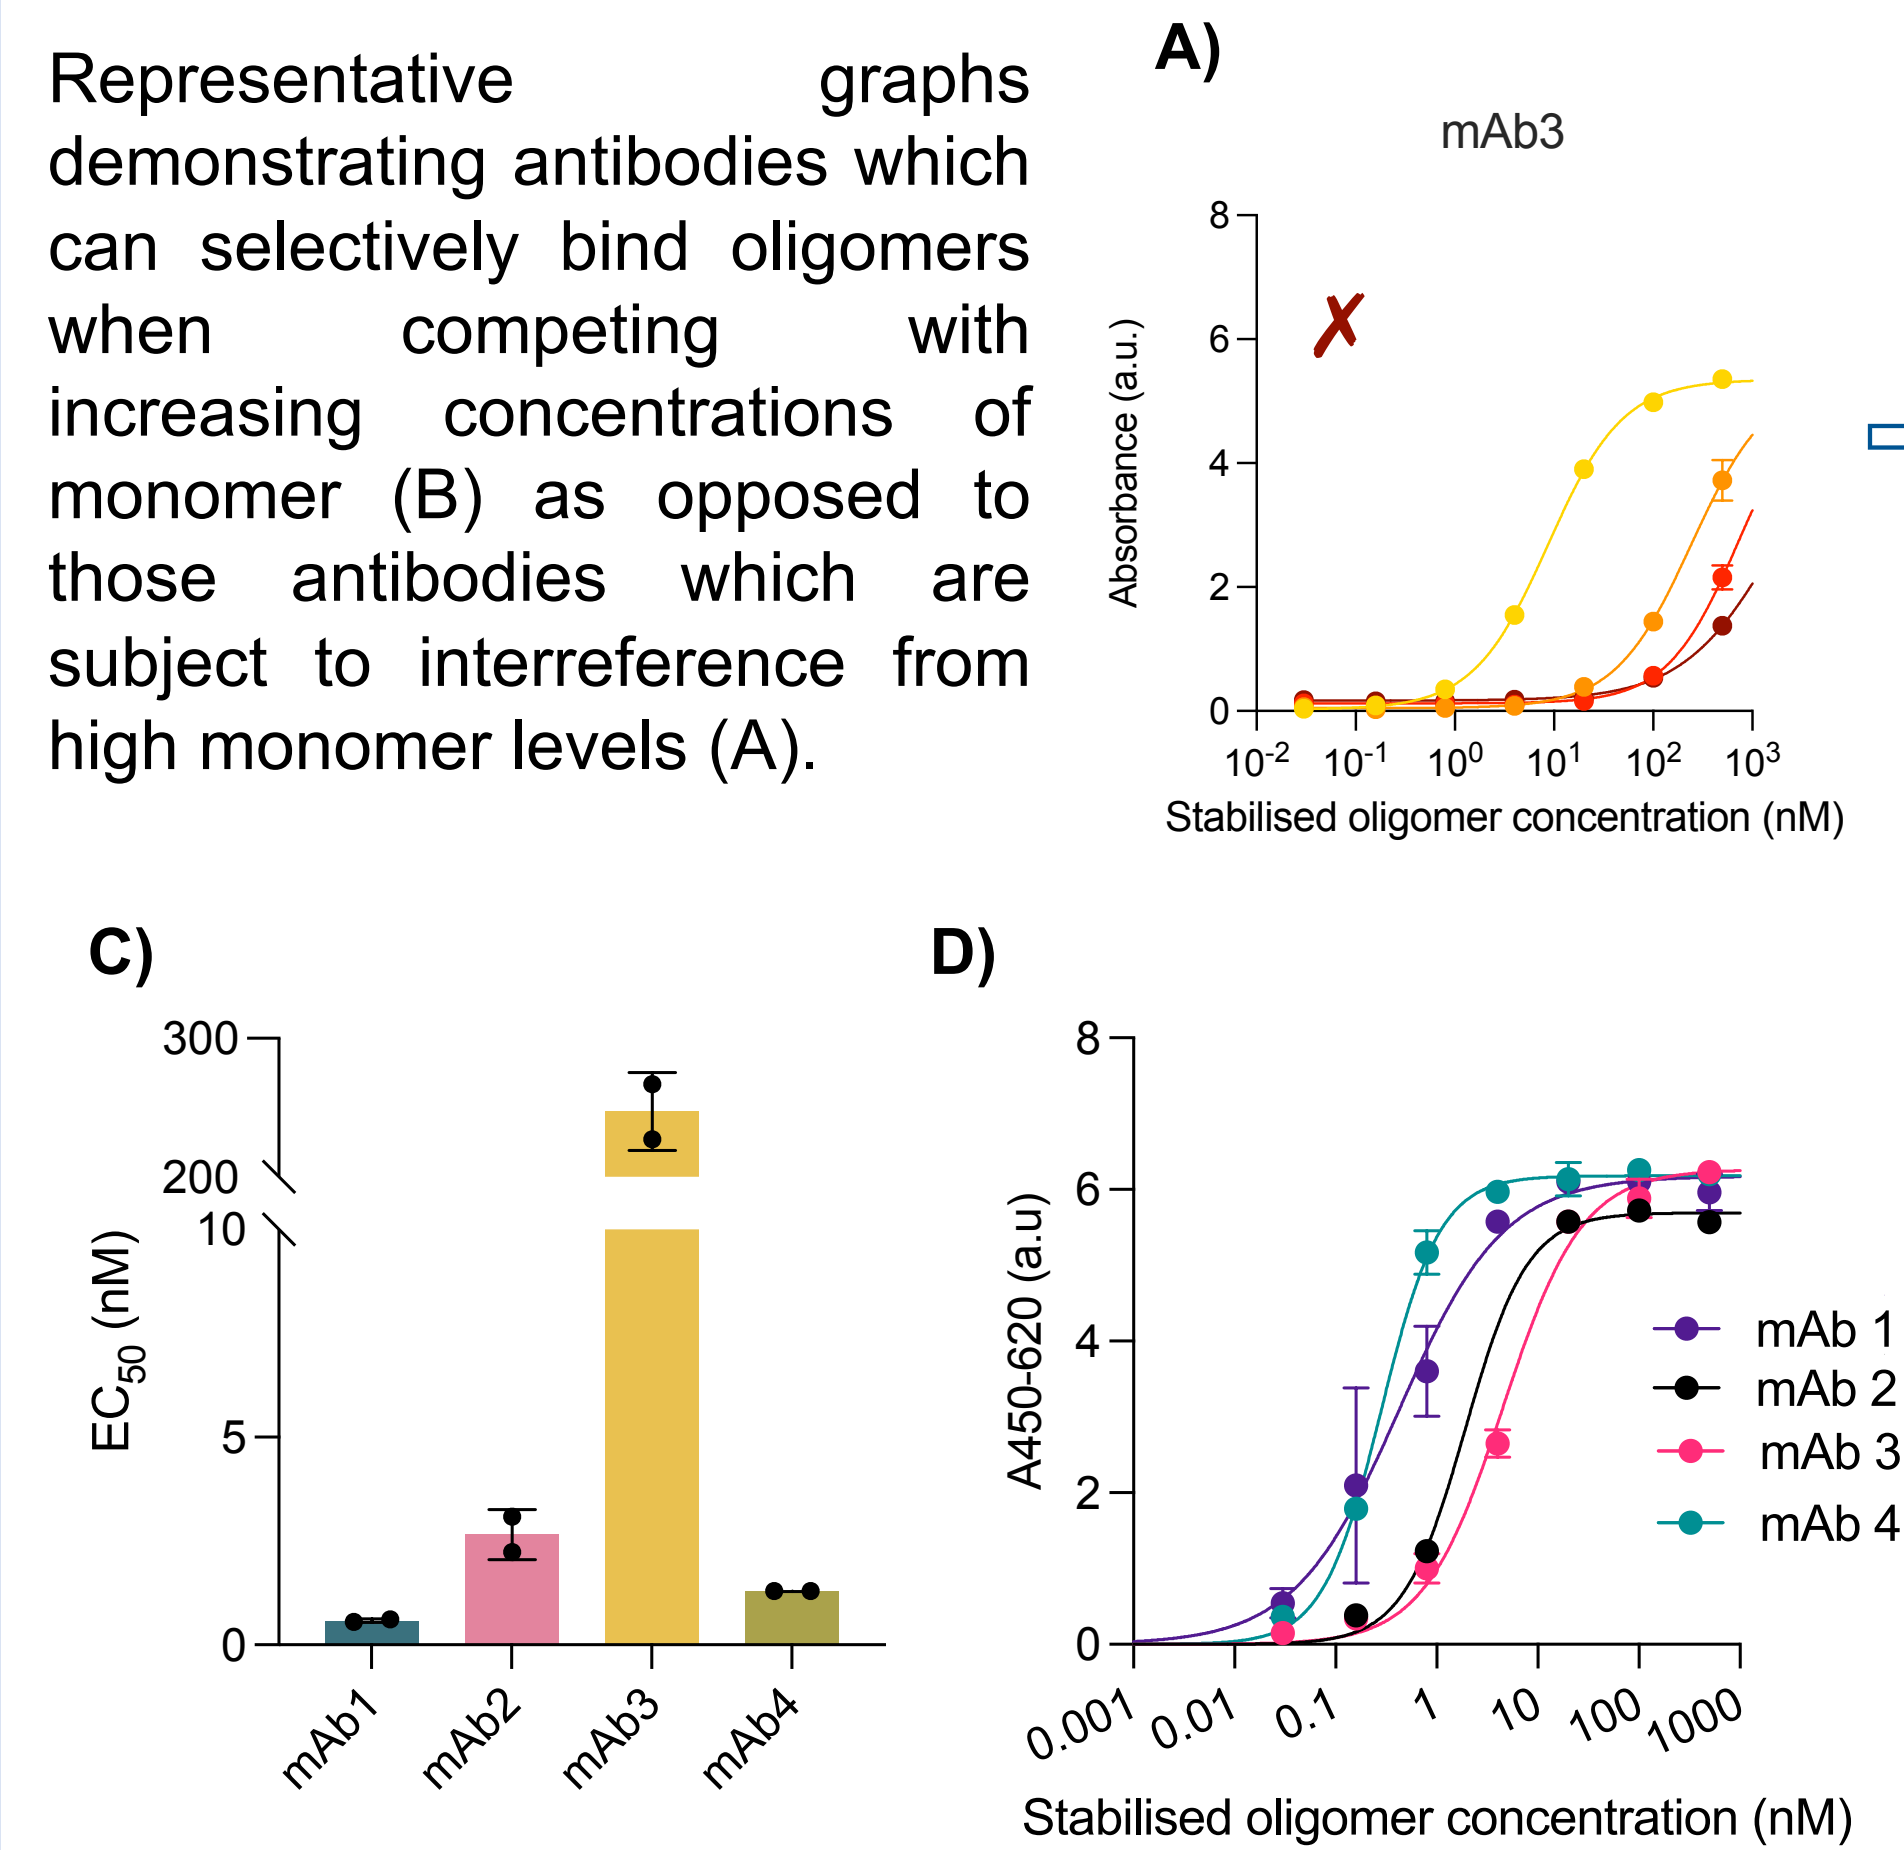 Representative graphs
demonstrating antibodies which
can selectively bind oligomers
when competing with
increasing concentrations of
monomer (B) as opposed to
those antibodies which are
subject to interreference from
high monomer levels (A).
A)
mAb3
✗
8
6
4
2
0
Absorbance (a.u.)
10⁻² 10⁻¹ 10⁰ 10¹ 10² 10³
Stabilised oligomer concentration (nM)
C)
300
200
10
5
0
EC₅₀ (nM)
mAb1 mAb2 mAb3 mAb4
D)
8
6
4
2
0
A450-620 (a.u)
mAb 1
mAb 2
mAb 3
mAb 4
0.001 0.01 0.1 1 10 100 1000
Stabilised oligomer concentration (nM)